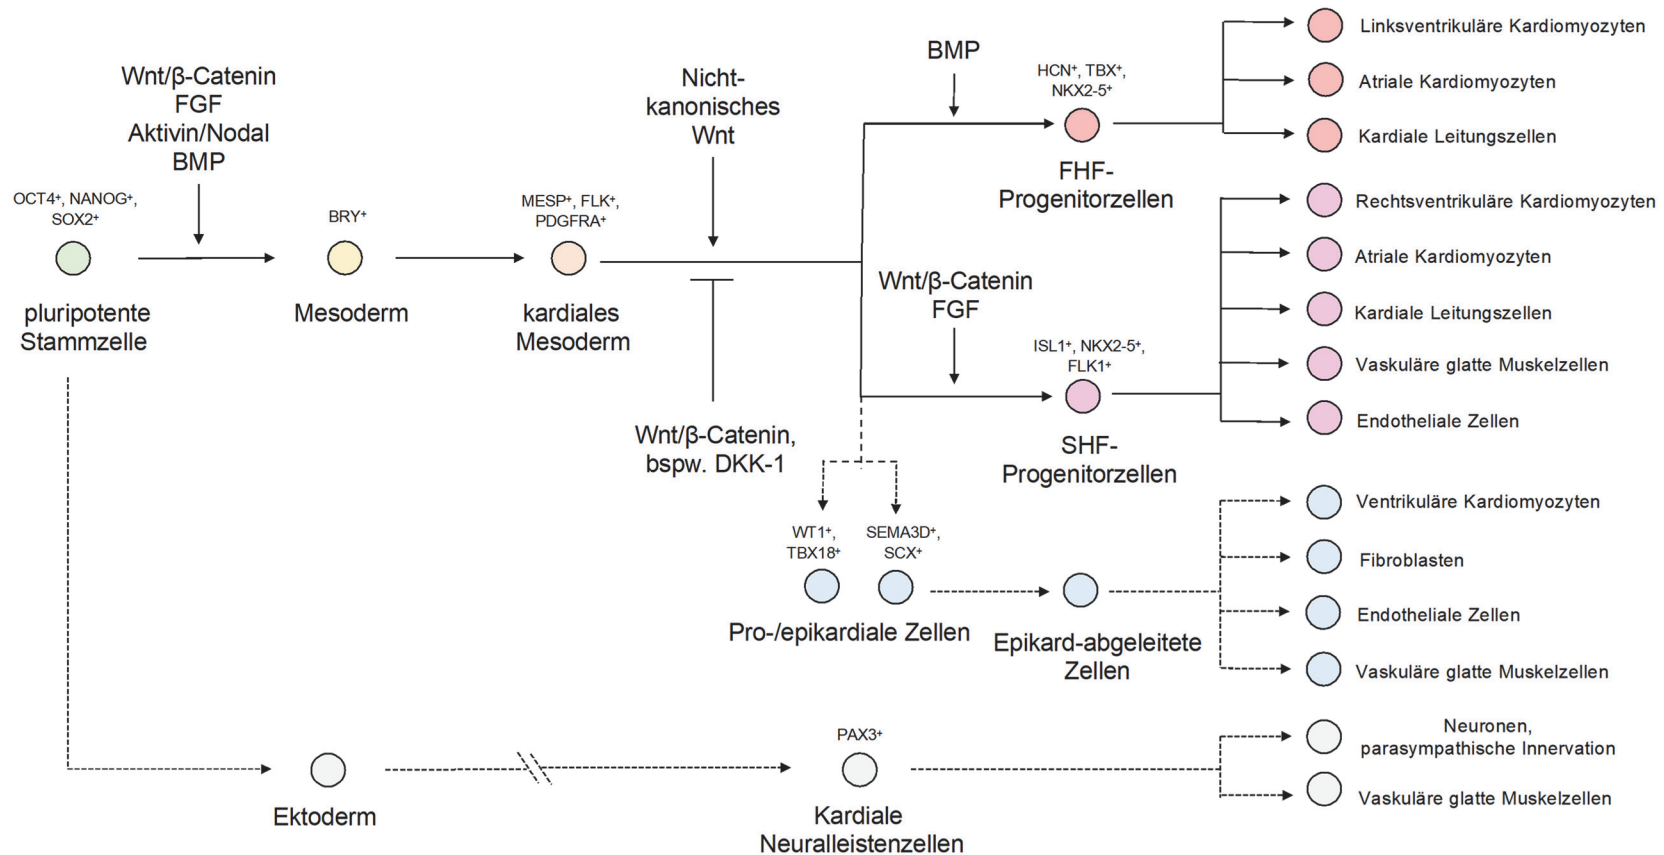 Wnt/β-Catenin
FGF
Aktivin/Nodal
BMP
OCT4⁺, NANOG⁺,
SOX2⁺
pluripotente
Stammzelle
BRY⁺
Mesoderm
MESP⁺, FLK⁺,
PDGFRA⁺
kardiales
Mesoderm
Nicht-
kanonisches
Wnt
Wnt/β-Catenin,
bspw. DKK-1
BMP
HCN⁺, TBX⁺,
NKX2-5⁺
FHF-
Progenitorzellen
Linksventrikuläre Kardiomyozyten
Atriale Kardiomyozyten
Kardiale Leitungszellen
Wnt/β-Catenin
FGF
ISL1⁺, NKX2-5⁺,
FLK1⁺
SHF-
Progenitorzellen
Rechtsventrikuläre Kardiomyozyten
Atriale Kardiomyozyten
Kardiale Leitungszellen
Vaskuläre glatte Muskelzellen
Endotheliale Zellen
WT1⁺,
TBX18⁺
SEMA3D⁺,
SCX⁺
Pro-/epikardiale Zellen
Epikard-abgeleitete
Zellen
Ventrikuläre Kardiomyozyten
Fibroblasten
Endotheliale Zellen
Vaskuläre glatte Muskelzellen
Ektoderm
PAX3⁺
Kardiale
Neuralleistenzellen
Neuronen,
parasympathische Innervation
Vaskuläre glatte Muskelzellen